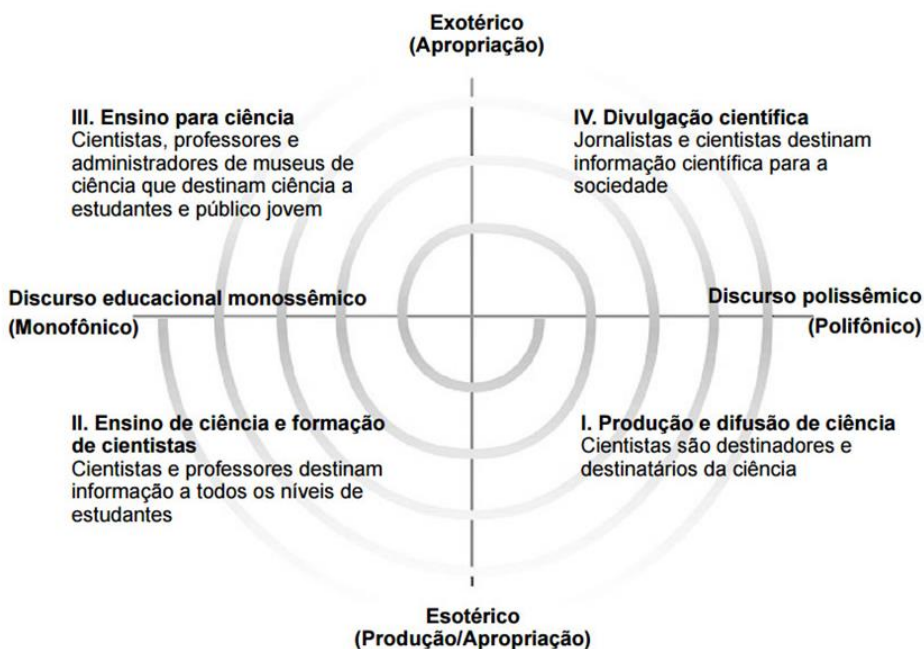 Exotérico
(Apropriação)
III. Ensino para ciência
Cientistas, professores e
administradores de museus de
ciência que destinam ciência a
estudantes e público jovem
IV. Divulgação científica
Jornalistas e cientistas destinam
informação científica para a
sociedade
Discurso educacional monossêmico
(Monofônico)
Discurso polissêmico
(Polifônico)
II. Ensino de ciência e formação
de cientistas
Cientistas e professores destinam
informação a todos os níveis de
estudantes
I. Produção e difusão de ciência
Cientistas são destinadores e
destinatários da ciência
Esotérico
(Produção/Apropriação)